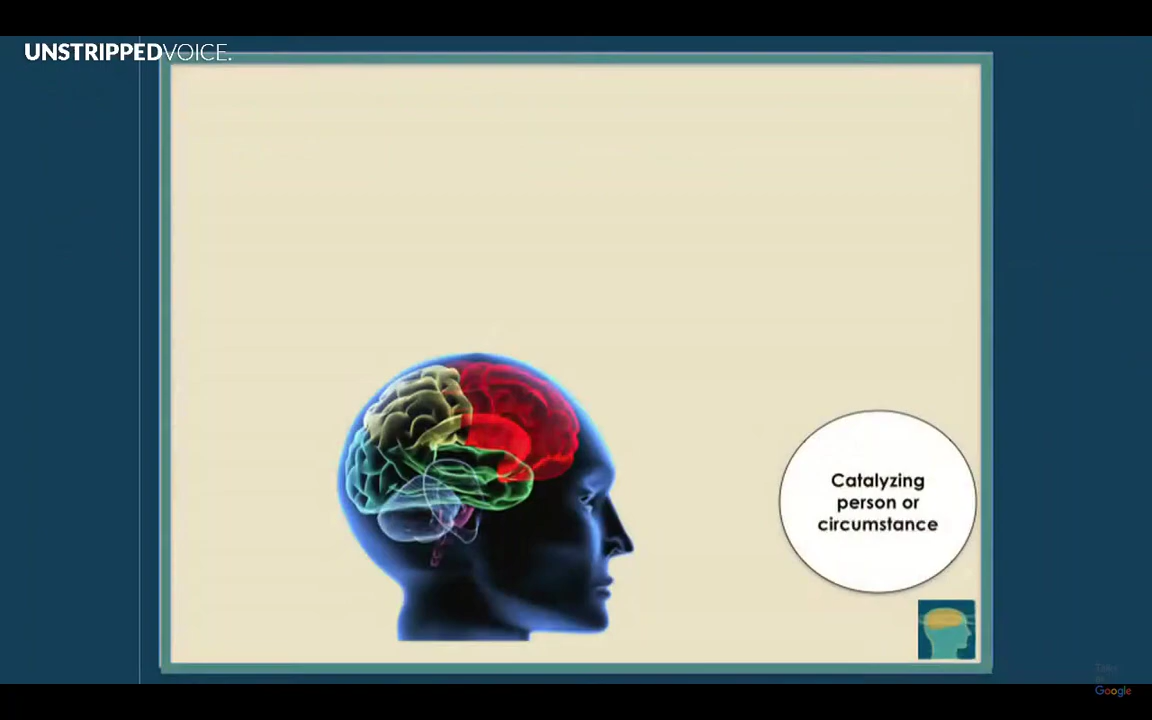 UNSTRIPPEDVOICE.
Catalyzing
person or
circumstance
Google